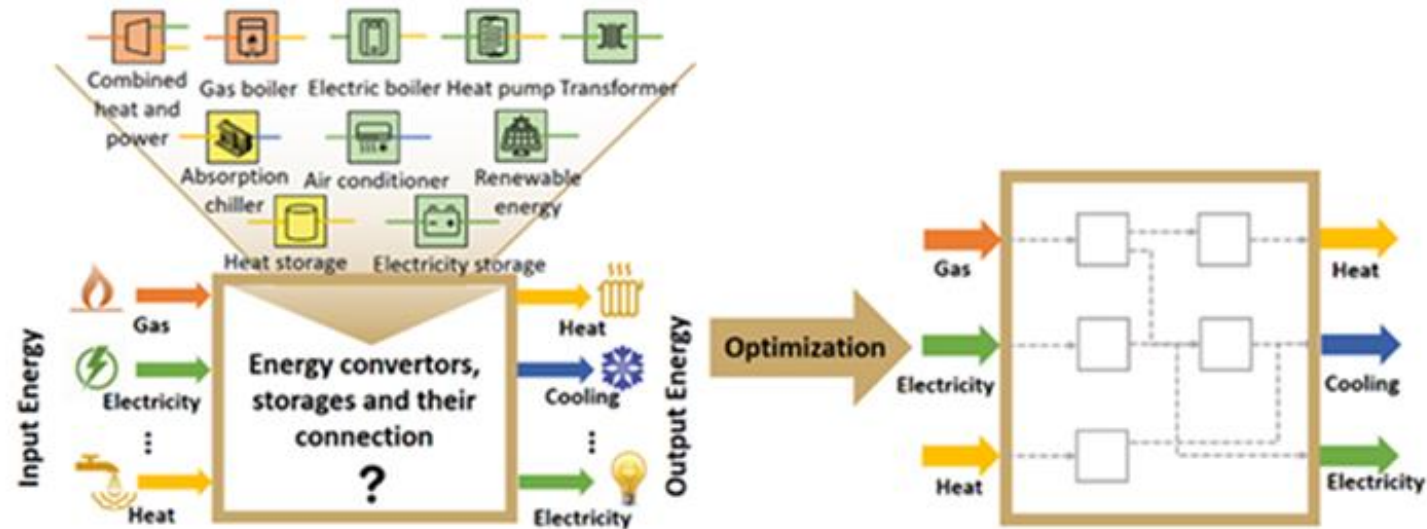 Combined
heat and
power
Gas boiler
Electric boiler
Heat pump
Transformer
Absorption
chiller
Air conditioner
Renewable
energy
Heat storage
Electricity storage
Input Energy
Gas
Electricity
Heat
Energy convertors,
storages and their
connection
?
Heat
Cooling
Electricity
Output Energy
Optimization
Gas
Electricity
Heat
Heat
Cooling
Electricity